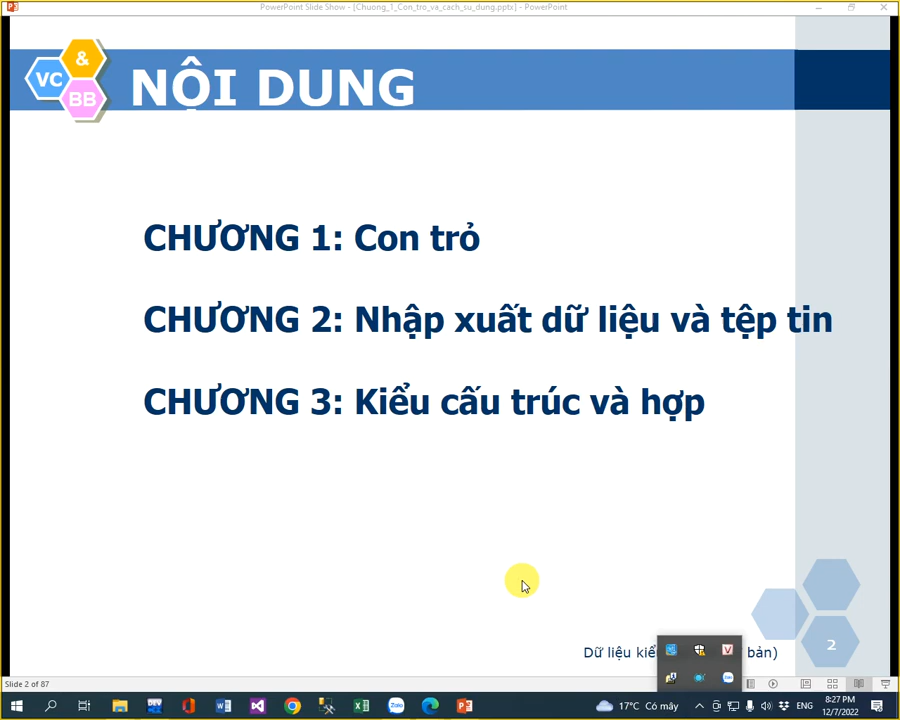 PowerPoint Slide Show - [Chuong_1_Con_tro_va_cach_su_dung.pptx] - PowerPoint
&
VC
BB
NỘI DUNG
CHƯƠNG 1: Con trỏ
CHƯƠNG 2: Nhập xuất dữ liệu và tệp tin
CHƯƠNG 3: Kiểu cấu trúc và hợp
Dữ liệu kiể
bản)
2
Slide 2 of 87
17°C Có mây
ENG
8:27 PM
12/7/2022
Zalo